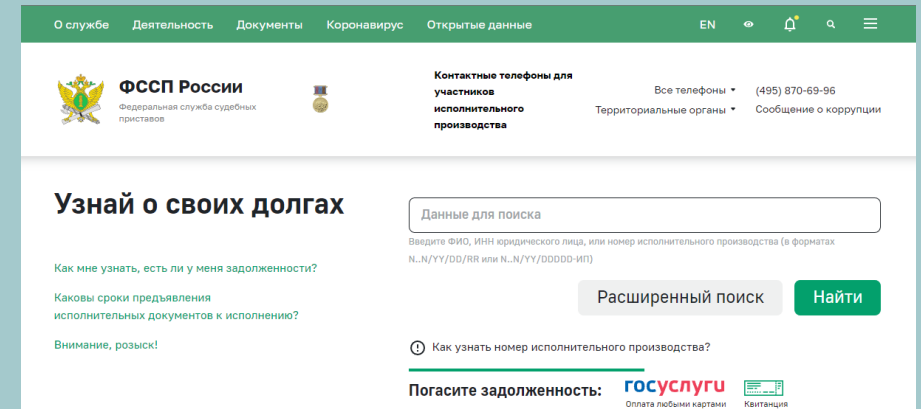 О службе Деятельность Документы Коронавирус Открытые данные EN
ФССП России
Федеральная служба судебных
приставов
Контактные телефоны для
участников
исполнительного
производства
Все телефоны (495) 870-69-96
Территориальные органы Сообщение о коррупции
Узнай о своих долгах
Данные для поиска
Введите ФИО, ИНН юридического лица, или номер исполнительного производства (в форматах
N..N/YY/DD/RR или N..N/YY/DDDDD-ИП)
Как мне узнать, есть ли у меня задолженности?
Каковы сроки предъявления
исполнительных документов к исполнению?
Внимание, розыск!
Расширенный поиск Найти
Как узнать номер исполнительного производства?
Погасите задолженность: госуслуги
Оплата любыми картами Квитанция